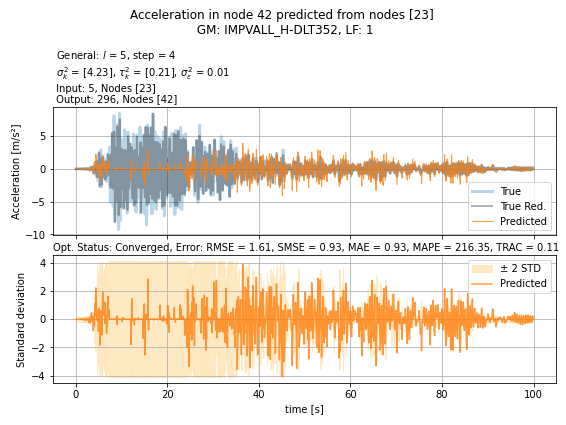 Acceleration in node 42 predicted from nodes [23]
GM: IMPVALL_H-DLT352, LF: 1
General: l = 5, step = 4
σ²ₖ = [4.23], τ²ₖ = [0.21], σ²ₑ = 0.01
Input: 5, Nodes [23]
Output: 296, Nodes [42]
Acceleration [m/s²]
5
0
−5
−10
True
True Red.
Predicted
Opt. Status: Converged, Error: RMSE = 1.61, SMSE = 0.93, MAE = 0.93, MAPE = 216.35, TRAC = 0.11
Standard deviation
4
2
0
−2
−4
± 2 STD
Predicted
0 20 40 60 80 100
time [s]